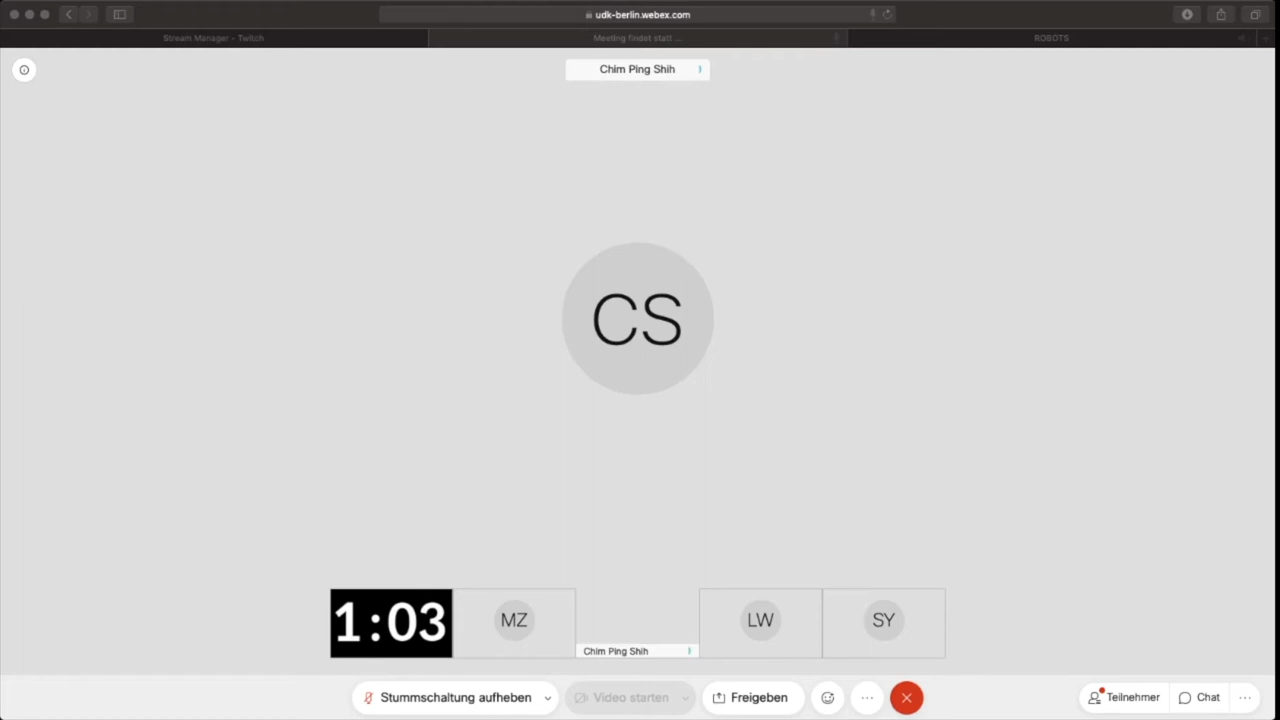 udk-berlin.webex.com
Stream Manager - Twitch
Meeting findet statt ...
ROBOTS
Chim Ping Shih
CS
1:03
MZ
Chim Ping Shih
LW
SY
Stummschaltung aufheben
Video starten
Freigeben
Teilnehmer
Chat